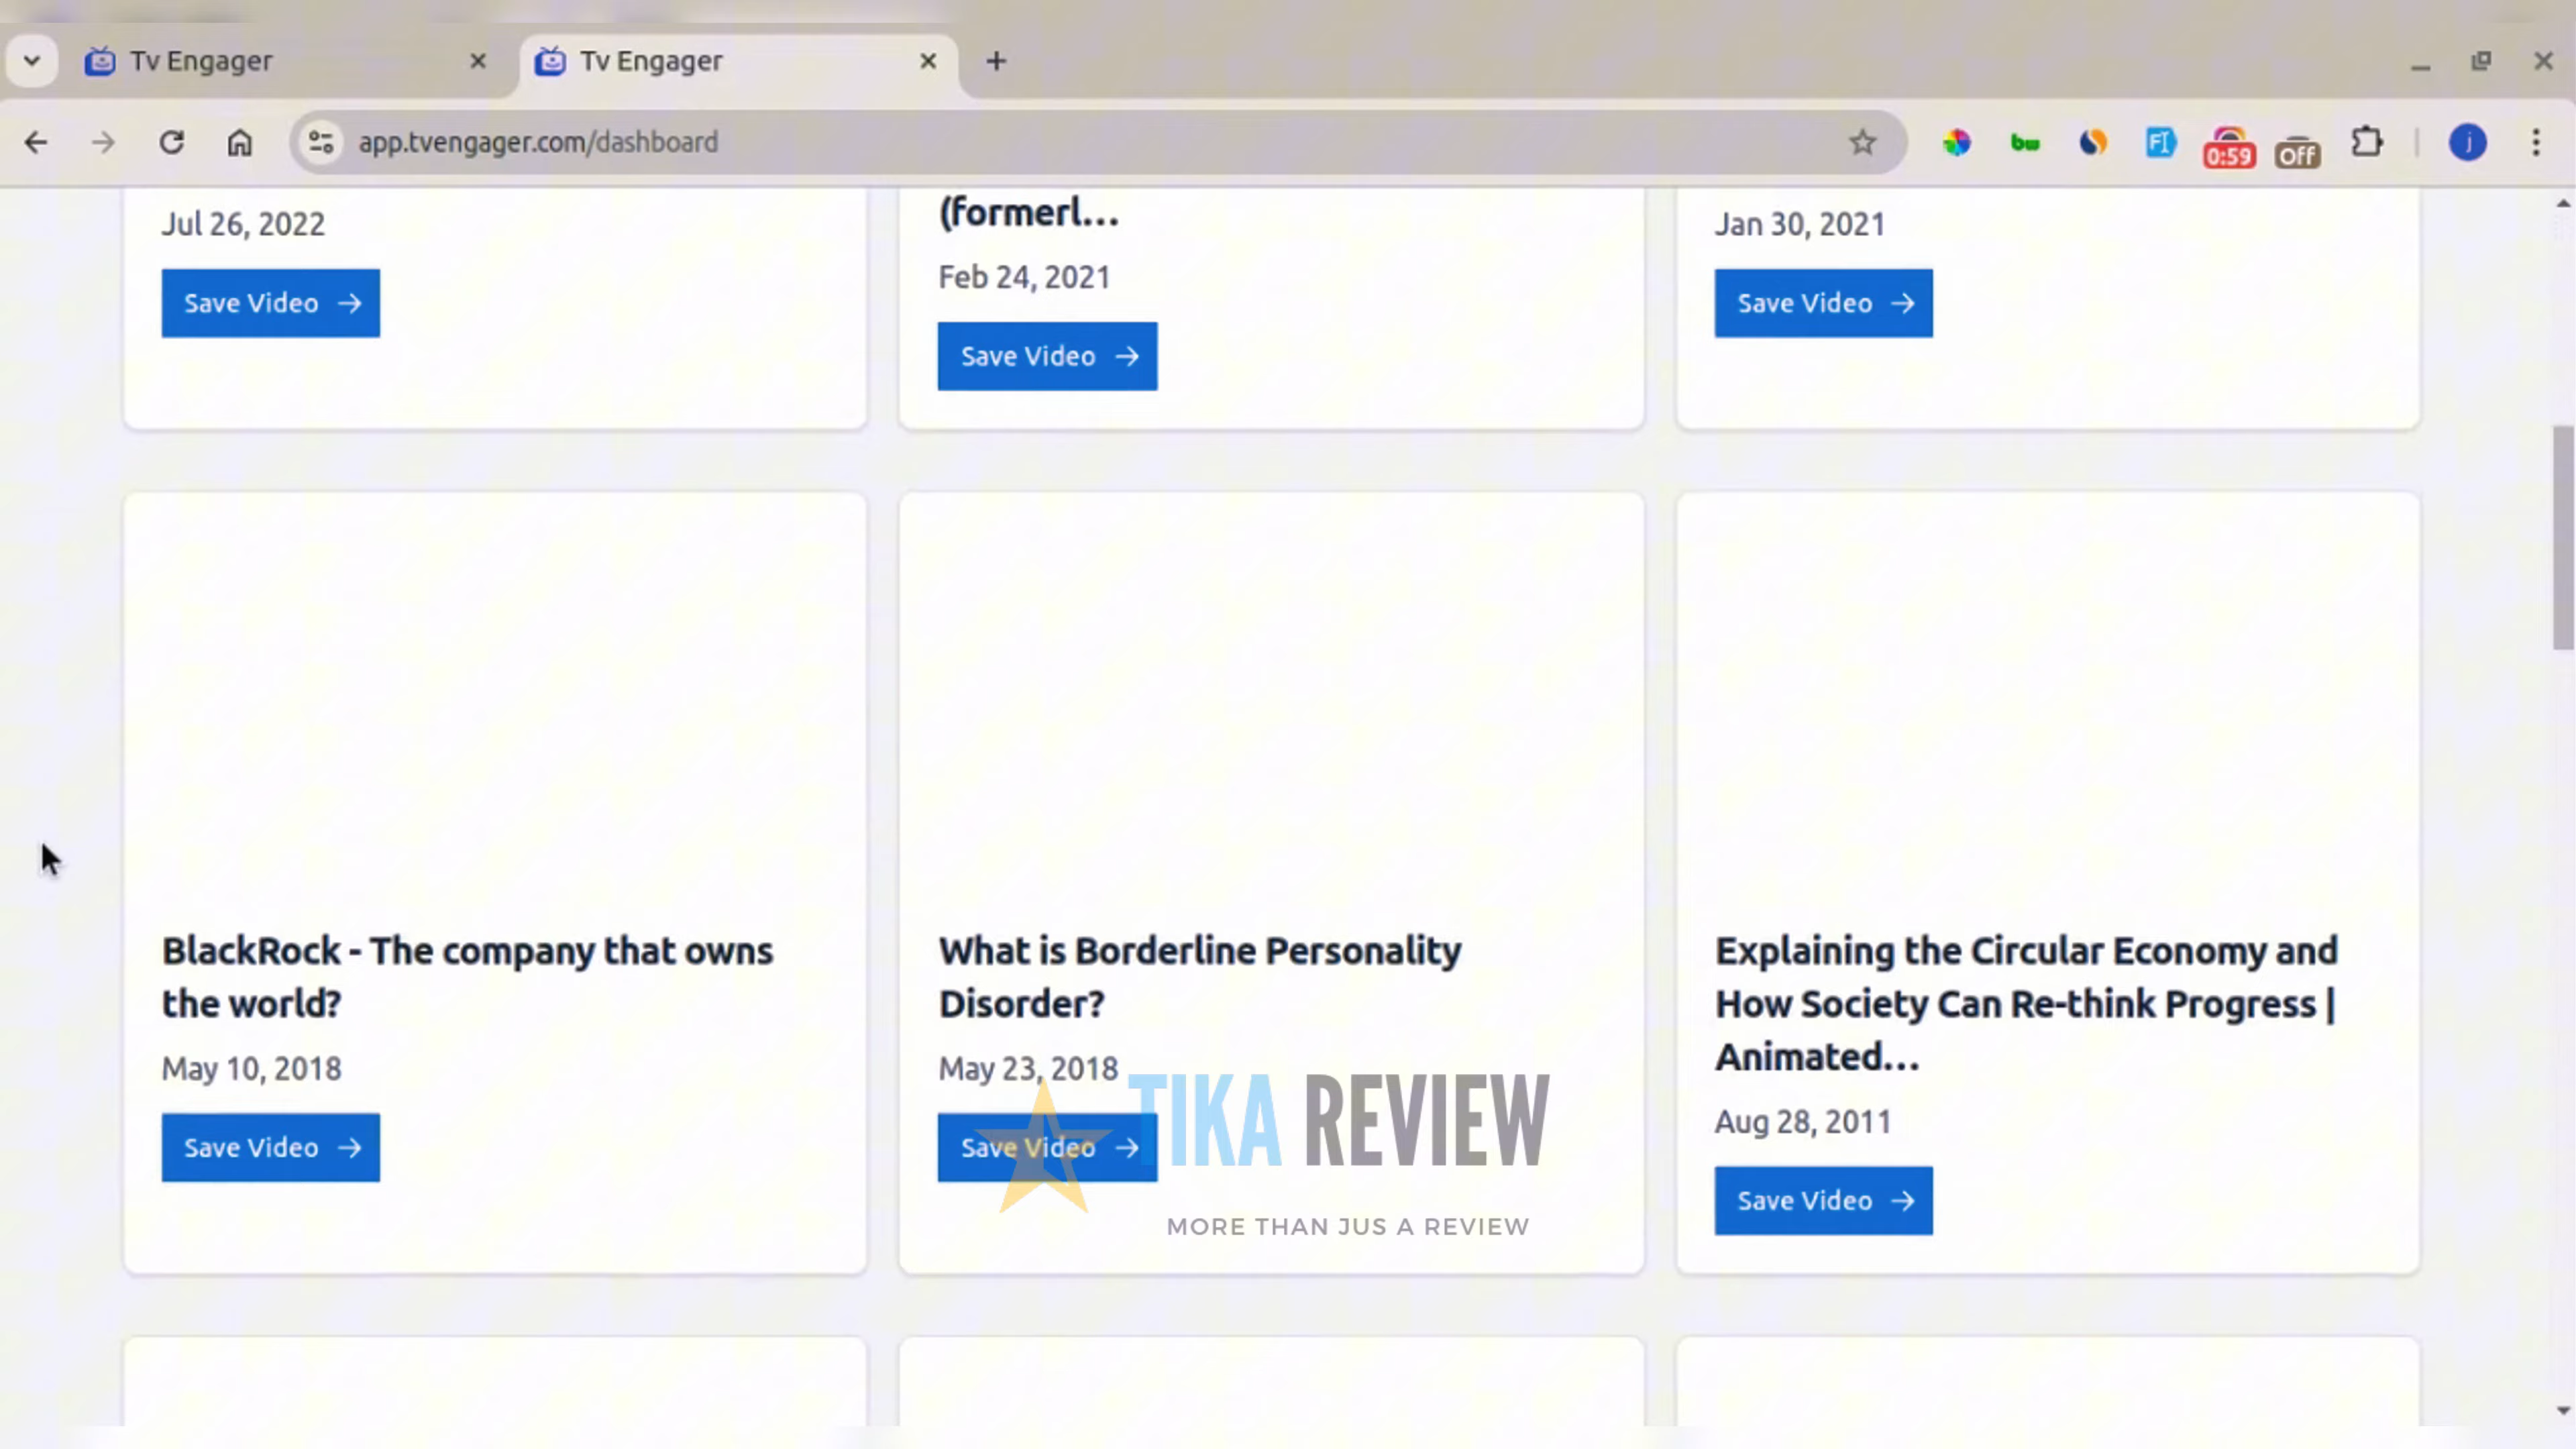 Tv Engager
Tv Engager
app.tvengager.com/dashboard
bw
FI
0:59
Off
j
Jul 26, 2022
Save Video
(formerl...
Feb 24, 2021
Save Video
Jan 30, 2021
Save Video
BlackRock - The company that owns
the world?
May 10, 2018
Save Video
What is Borderline Personality
Disorder?
May 23, 2018
Save Video
Explaining the Circular Economy and
How Society Can Re-think Progress |
Animated...
Aug 28, 2011
Save Video
TIKA REVIEW
MORE THAN JUS A REVIEW